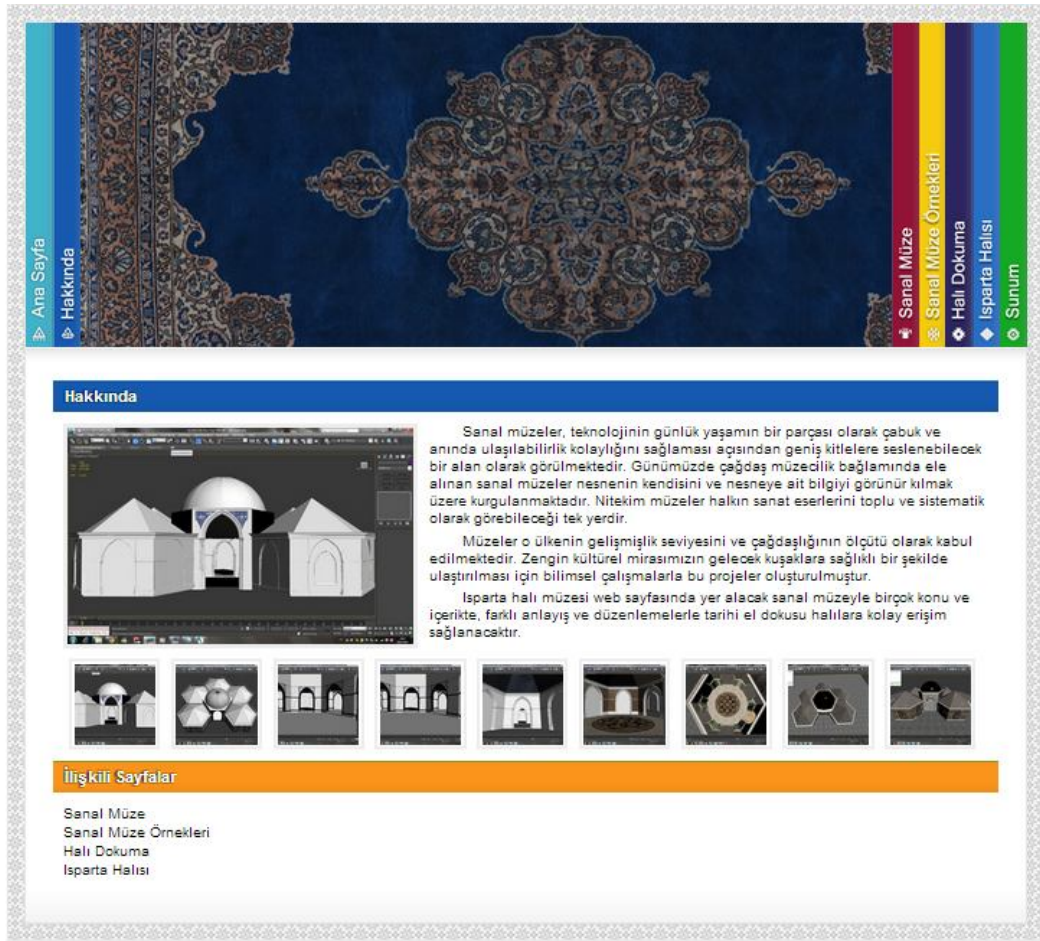 Ana Sayfa
Hakkında
Sanal Müze
Sanal Müze Örnekleri
Halı Dokuma
Isparta Halısı
Sunum
Hakkında
Sanal müzeler, teknolojinin günlük yaşamın bir parçası olarak çabuk ve
anında ulaşılabilirlik kolaylığını sağlaması açısından geniş kitlelere seslenebilecek
bir alan olarak görülmektedir. Günümüzde çağdaş müzecilik bağlamında ele
alınan sanal müzeler nesnenin kendisini ve nesneye ait bilgiyi görünür kılmak
üzere kurgulanmaktadır. Nitekim müzeler halkın sanat eserlerini toplu ve sistematik
olarak görebileceği tek yerdir.
Müzeler o ülkenin gelişmişlik seviyesini ve çağdaşlığının ölçütü olarak kabul
edilmektedir. Zengin kültürel mirasımızın gelecek kuşaklara sağlıklı bir şekilde
ulaştırılması için bilimsel çalışmalarla bu projeler oluşturulmuştur.
Isparta halı müzesi web sayfasında yer alacak sanal müzeyle birçok konu ve
içerikte, farklı anlayış ve düzenlemelerle tarihi el dokusu halılara kolay erişim
sağlanacaktır.
İlişkili Sayfalar
Sanal Müze
Sanal Müze Örnekleri
Halı Dokuma
Isparta Halısı